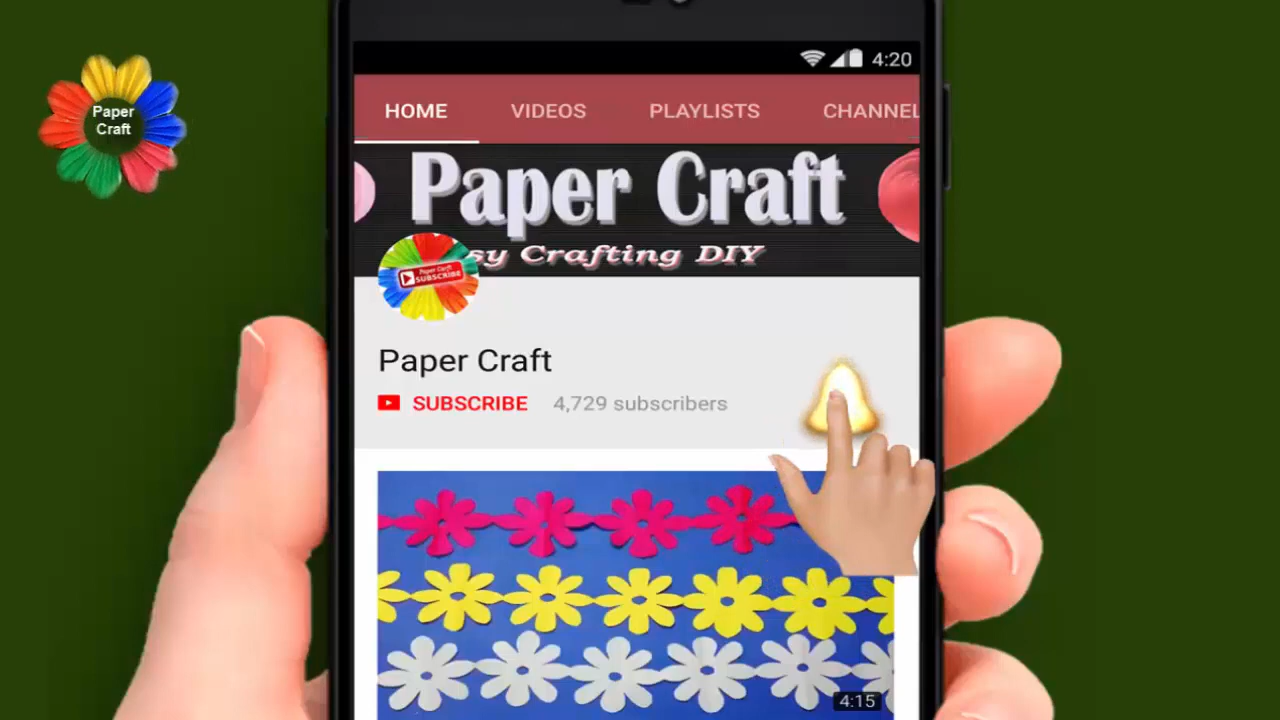 Paper
Craft
4:20
HOME VIDEOS PLAYLISTS CHANNEL
Paper Craft
sy Crafting DIY
Paper Carft
SUBSCRIBE
Paper Craft
SUBSCRIBE 4,729 subscribers
4:15